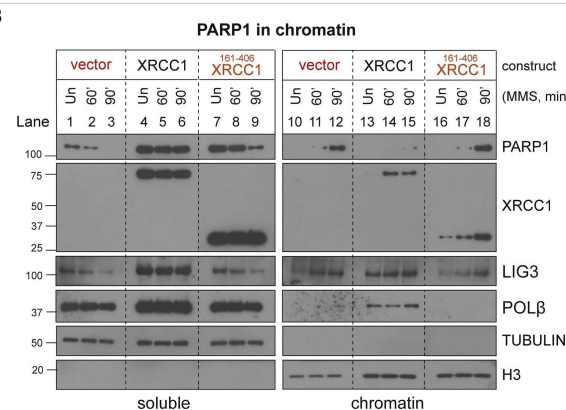 PARP1 in chromatin
vector XRCC1 161-406 XRCC1 vector XRCC1 161-406 XRCC1 construct
Un 60' 90' Un 60' 90' Un 60' 90' Un 60' 90' Un 60' 90' Un 60' 90' (MMS, min
Lane 1 2 3 4 5 6 7 8 9 10 11 12 13 14 15 16 17 18
100 PARP1
75
50
37
25
XRCC1
100 LIG3
37 POLβ
50 TUBULIN
20 H3
soluble chromatin